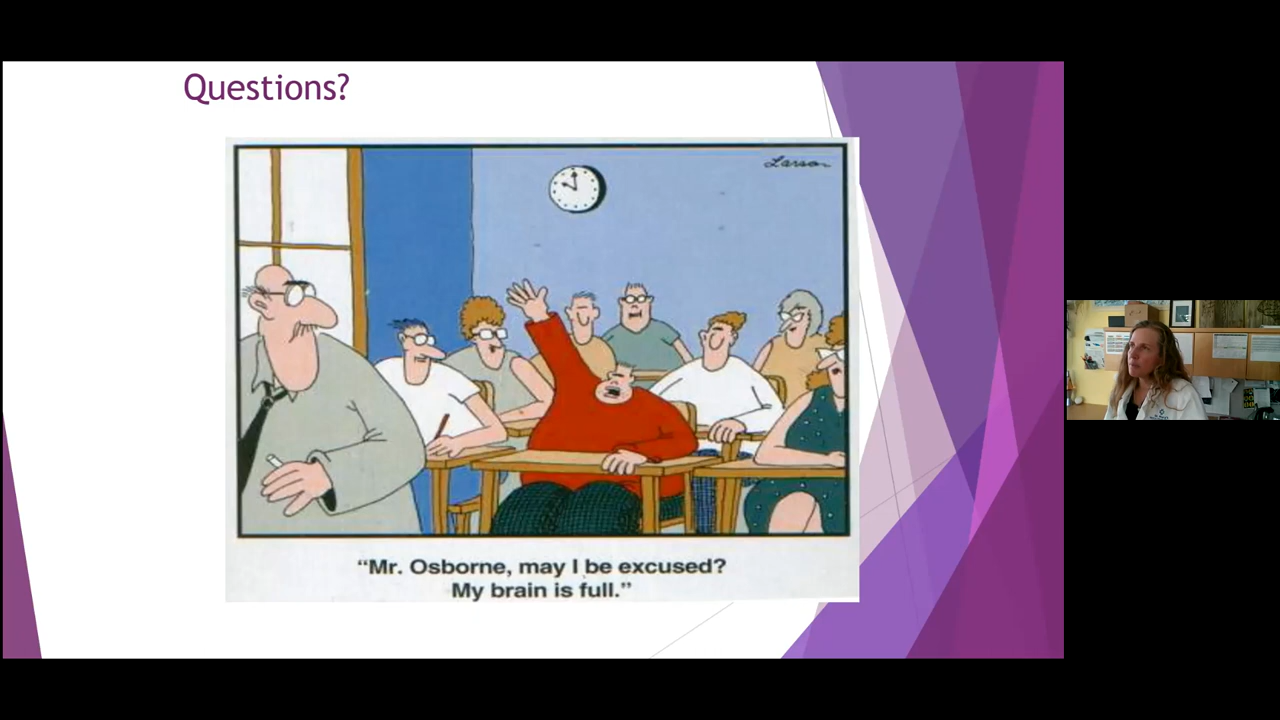 Questions?
Larson
“Mr. Osborne, may I be excused?
My brain is full.”